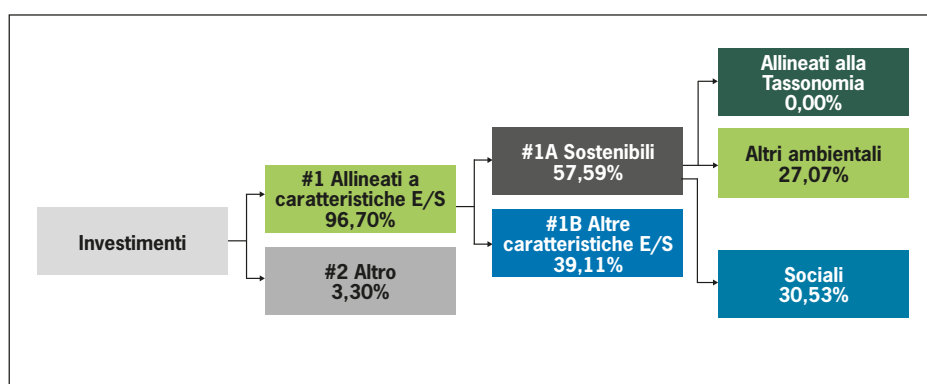 Investimenti
#1 Allineati a
caratteristiche E/S
96,70%
#2 Altro
3,30%
#1A Sostenibili
57,59%
#1B Altre
caratteristiche E/S
39,11%
Allineati alla
Tassonomia
0,00%
Altri ambientali
27,07%
Sociali
30,53%